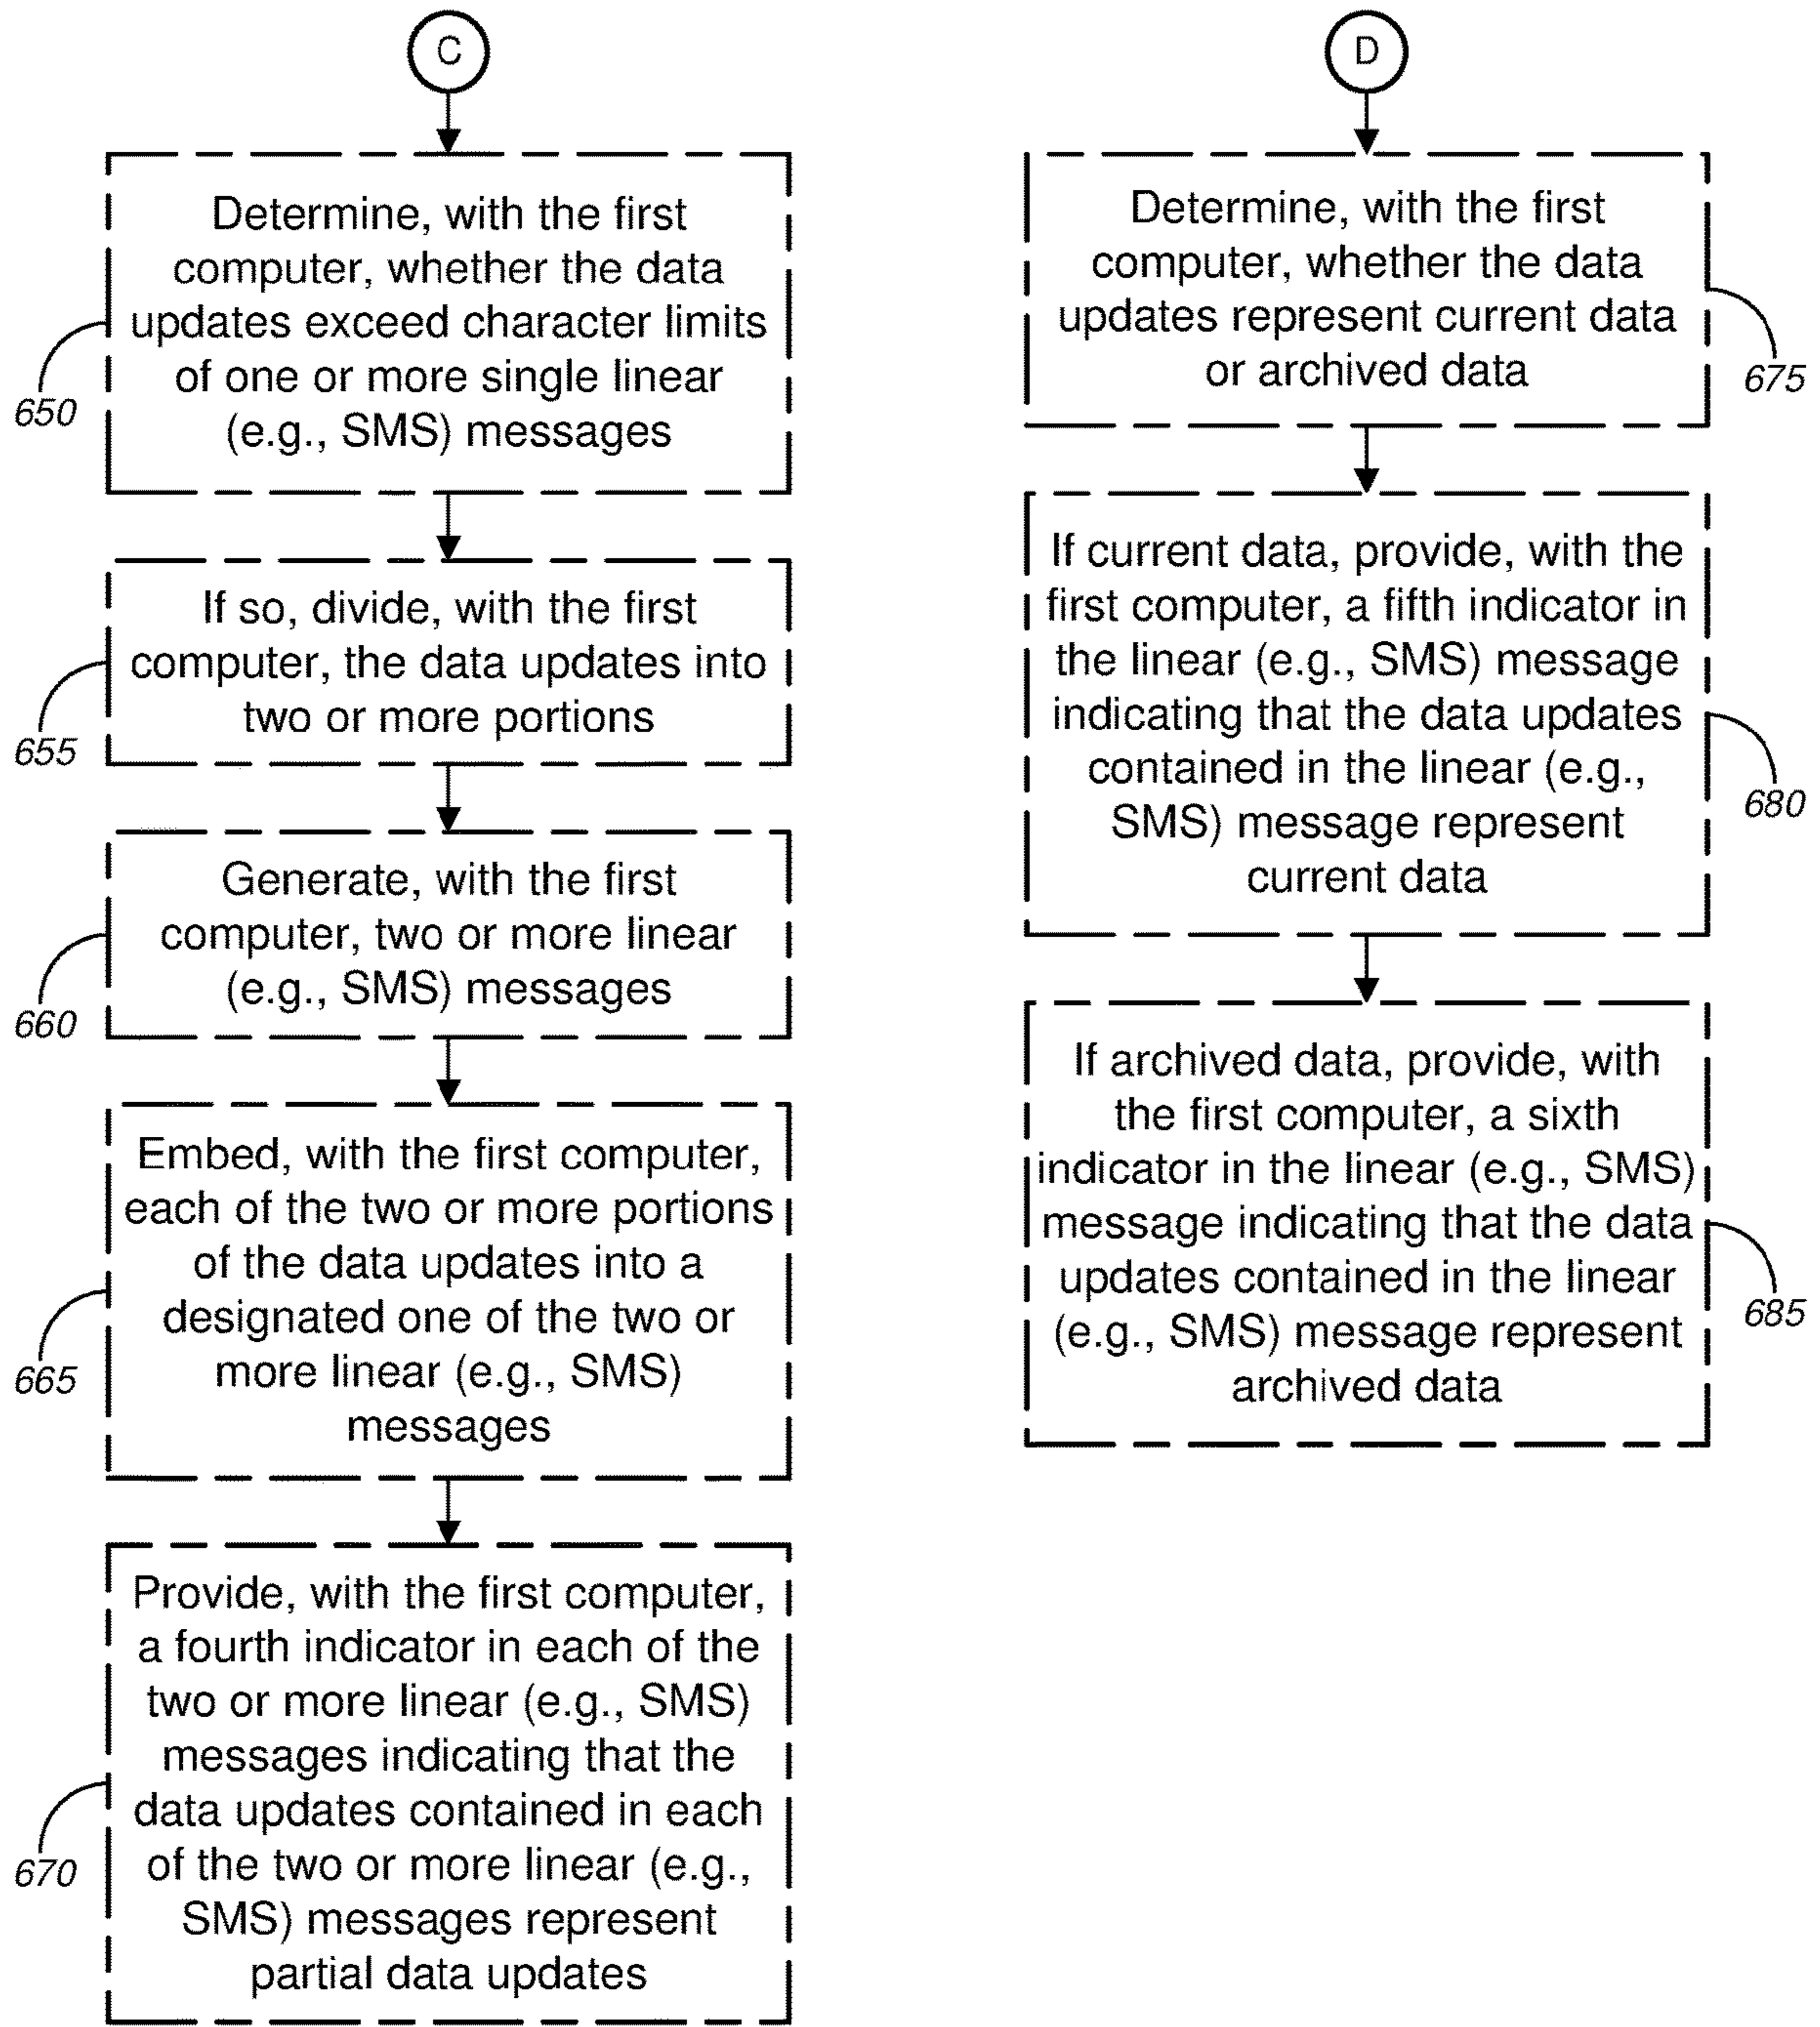 C
Determine, with the first
computer, whether the data
updates exceed character limits
of one or more single linear
(e.g., SMS) messages
650
If so, divide, with the first
computer, the data updates into
two or more portions
655
Generate, with the first
computer, two or more linear
(e.g., SMS) messages
660
Embed, with the first computer,
each of the two or more portions
of the data updates into a
designated one of the two or
more linear (e.g., SMS)
messages
665
Provide, with the first computer,
a fourth indicator in each of the
two or more linear (e.g., SMS)
messages indicating that the
data updates contained in each
of the two or more linear (e.g.,
SMS) messages represent
partial data updates
670
D
Determine, with the first
computer, whether the data
updates represent current data
or archived data
675
If current data, provide, with the
first computer, a fifth indicator in
the linear (e.g., SMS) message
indicating that the data updates
contained in the linear (e.g.,
SMS) message represent
current data
680
If archived data, provide, with
the first computer, a sixth
indicator in the linear (e.g., SMS)
message indicating that the data
updates contained in the linear
(e.g., SMS) message represent
archived data
685